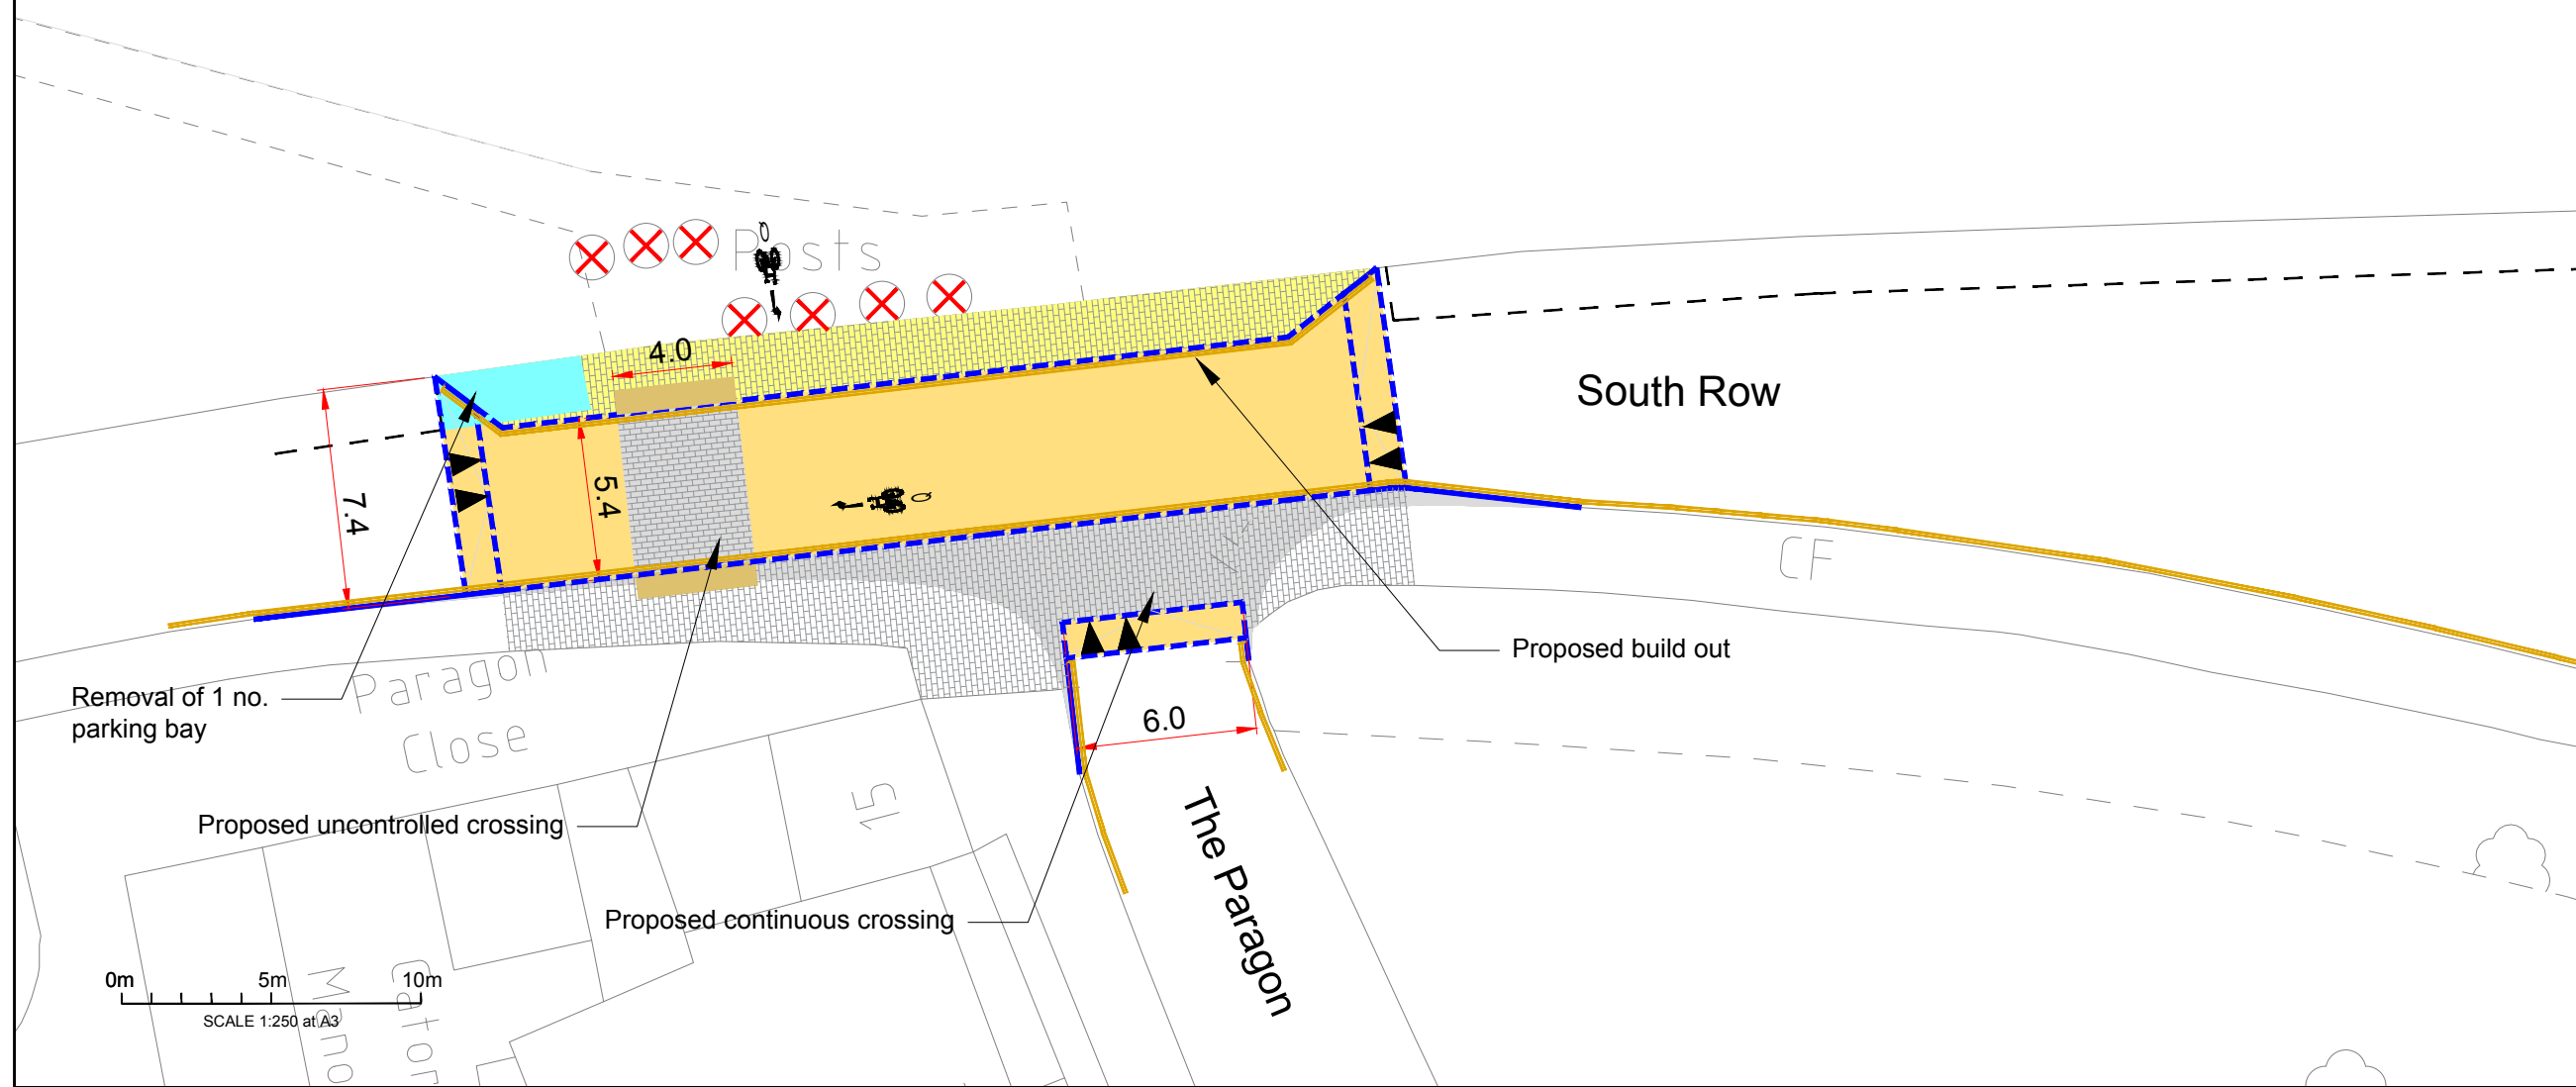 Posts
4.0
South Row
7.4
5.4
CF
Proposed build out
Paragon
Close
Removal of 1 no.
parking bay
6.0
15
The Paragon
Proposed uncontrolled crossing
Proposed continuous crossing
0m 5m 10m
SCALE 1:250 at A3